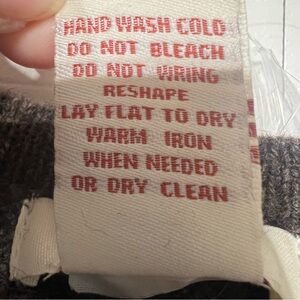 HAND WASH COLD
DO NOT BLEACH
DO NOT WRING
RESHAPE
LAY FLAT TO DRY
WARM IRON
WHEN NEEDED
OR DRY CLEAN